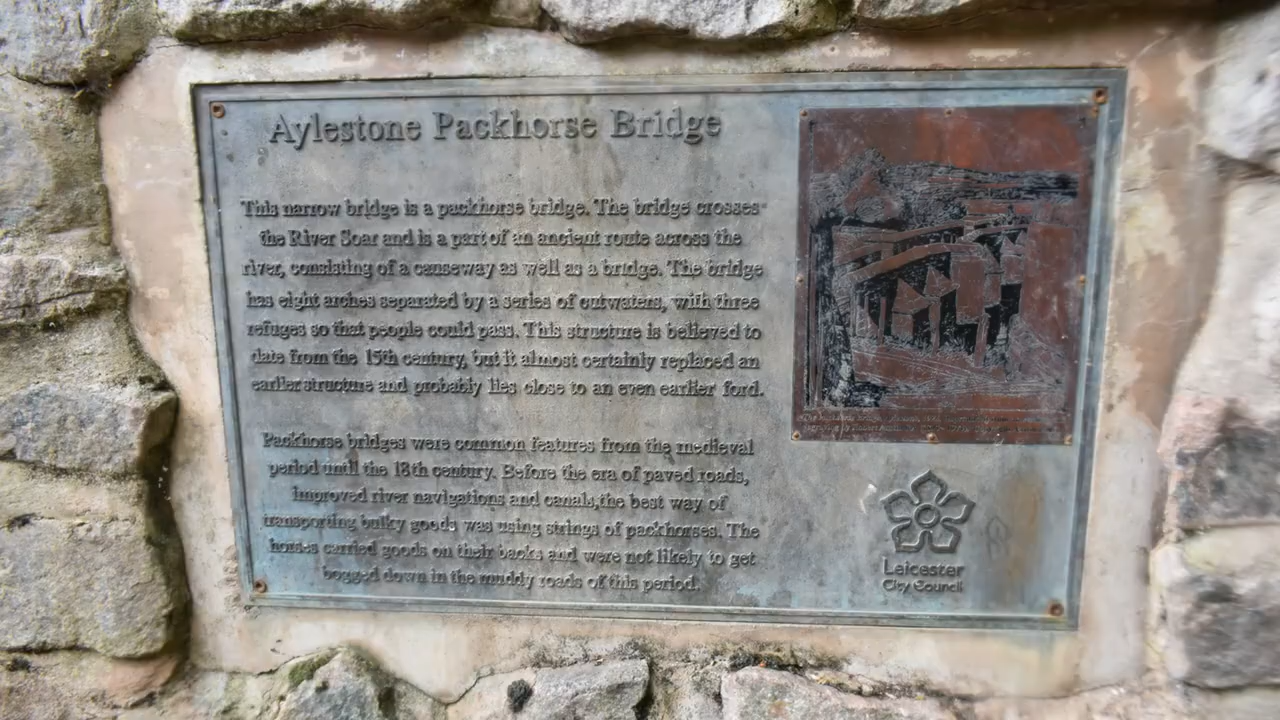 Aylestone Packhorse Bridge
This narrow bridge is a packhorse bridge. The bridge crosses
the River Soar and is a part of an ancient route across the
river, consisting of a causeway as well as a bridge. The bridge
has eight arches separated by a series of cutwaters, with three
refuges so that people could pass. This structure is believed to
date from the 15th century, but it almost certainly replaced an
earlier structure and probably lies close to an even earlier ford.
Packhorse bridges were common features from the medieval
period until the 18th century. Before the era of paved roads,
improved river navigations and canals,the best way of
transporting bulky goods was using strings of packhorses. The
horses carried goods on their backs and were not likely to get
bogged down in the muddy roads of this period.
Leicester
City Council